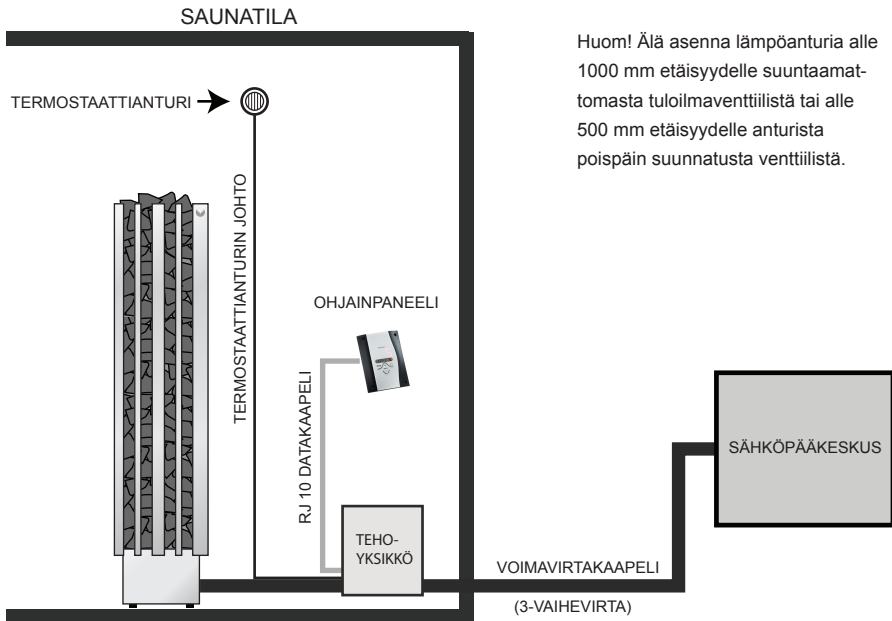 SAUNATILA
Huom! Älä asenna lämpöanturia alle
1000 mm etäisyydelle suuntaamat-
tomasta tuloilmaventtiilistä tai alle
500 mm etäisyydelle anturista
poispäin suunnatusta venttiilistä.
TERMOSTAATTIANTURI
TERMOSTAATTIANTURIN JOHTO
OHJAINPANEELI
RJ 10 DATAKAAPELI
SÄHKÖPÄÄKESKUS
TEHO-
YKSIKKÖ
VOIMAVIRTAKAAPELI
(3-VAIHEVIRTA)